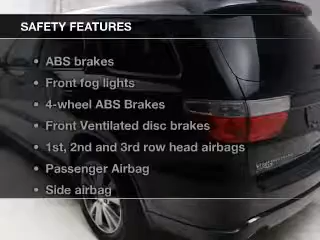 SAFETY FEATURES
• ABS brakes
• Front fog lights
• 4-wheel ABS Brakes
• Front Ventilated disc brakes
• 1st, 2nd and 3rd row head airbags
• Passenger Airbag
• Side airbag